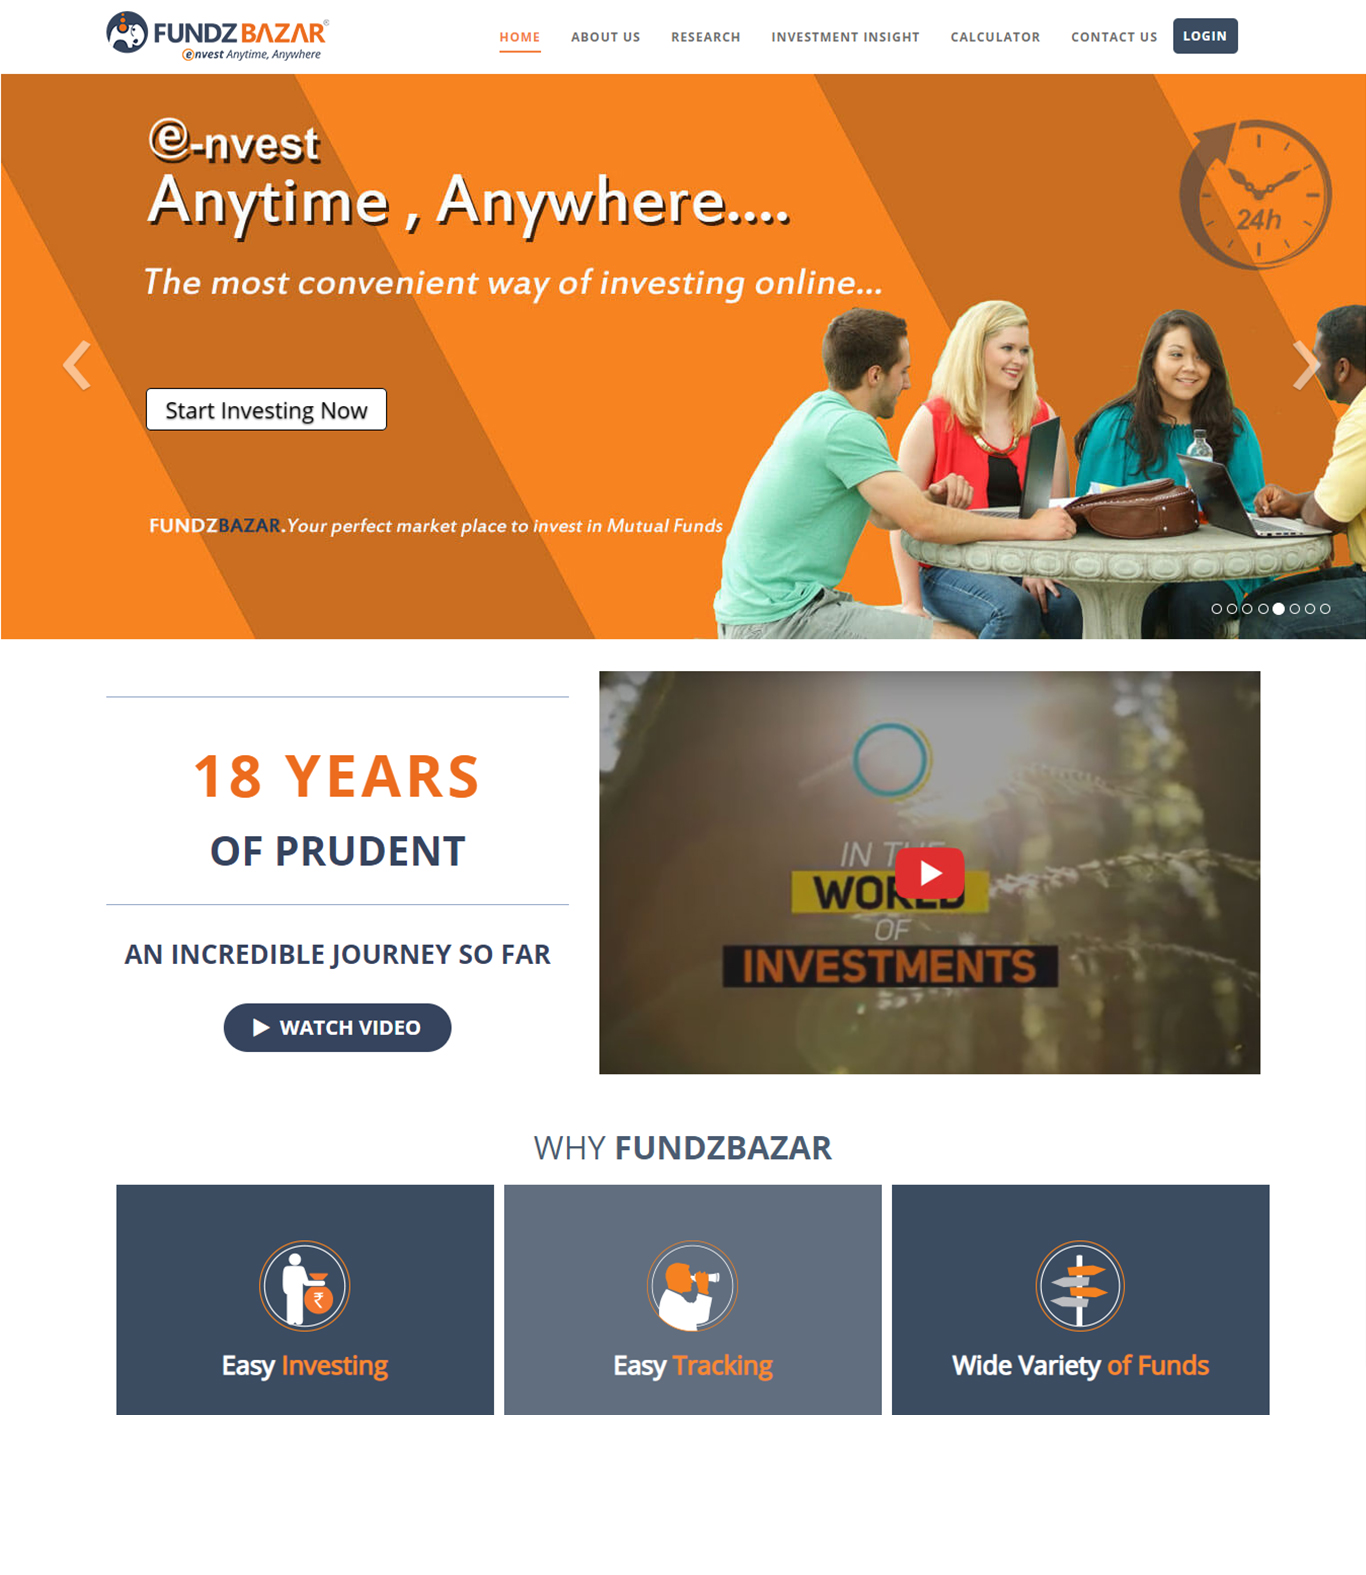 FUNDZBAZAR®
@nvest Anytime, Anywhere
HOME
ABOUT US
RESEARCH
INVESTMENT INSIGHT
CALCULATOR
CONTACT US
LOGIN
@-nvest
Anytime , Anywhere....
The most convenient way of investing online...
24h
Start Investing Now
FUNDZBAZAR.Your perfect market place to invest in Mutual Funds
18 YEARS
OF PRUDENT
AN INCREDIBLE JOURNEY SO FAR
WATCH VIDEO
IN THE
WORLD
OF
INVESTMENTS
WHY FUNDZBAZAR
₹
Easy Investing
Easy Tracking
Wide Variety of Funds